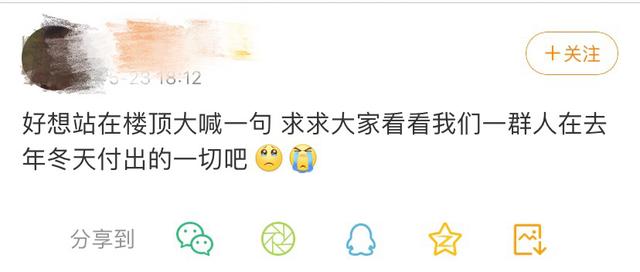 5-23 18:12
+关注
好想站在楼顶大喊一句 求求大家看看我们一群人在去
年冬天付出的一切吧🥺😭
分享到